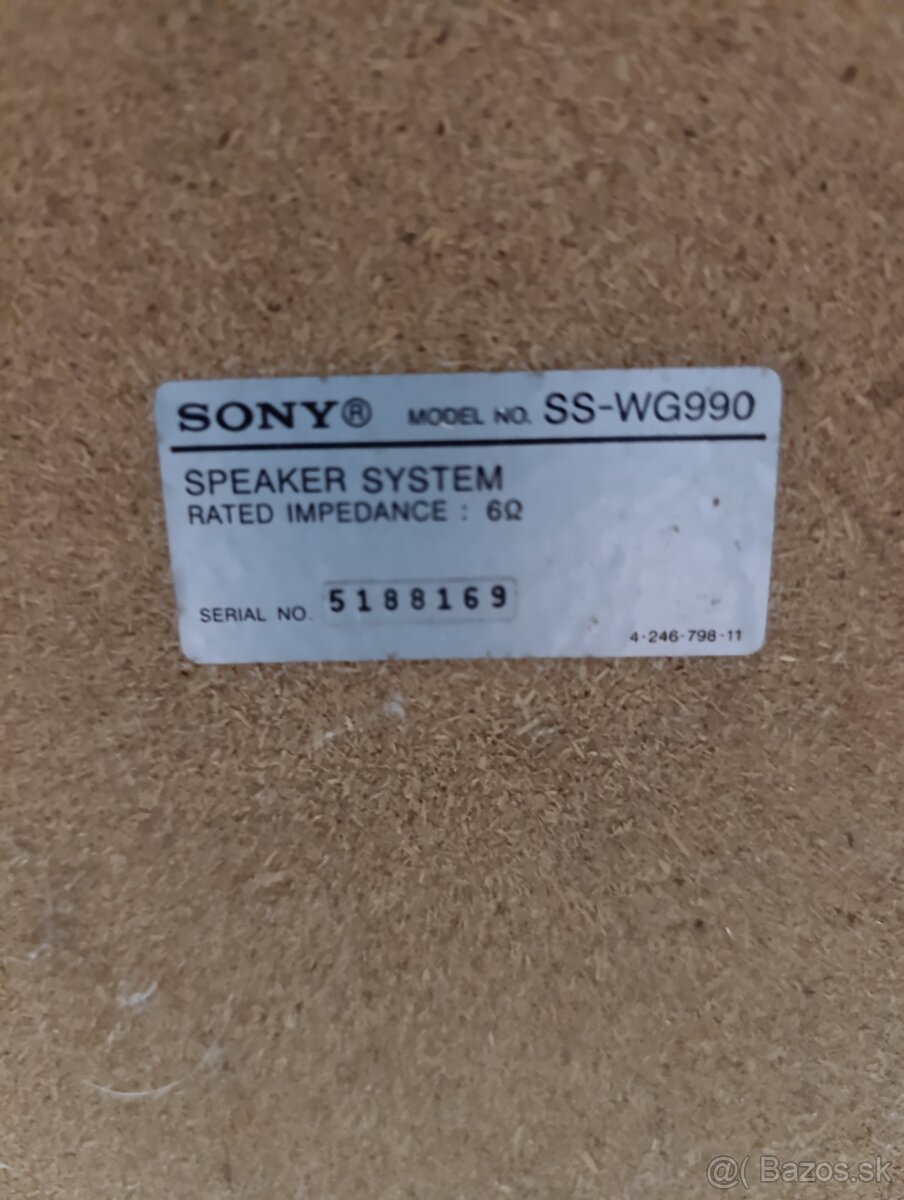 SONY® MODEL NO. SS-WG990
SPEAKER SYSTEM
RATED IMPEDANCE : 6Ω
SERIAL NO. 5188169
4-246-798-11
@( Bazos.sk